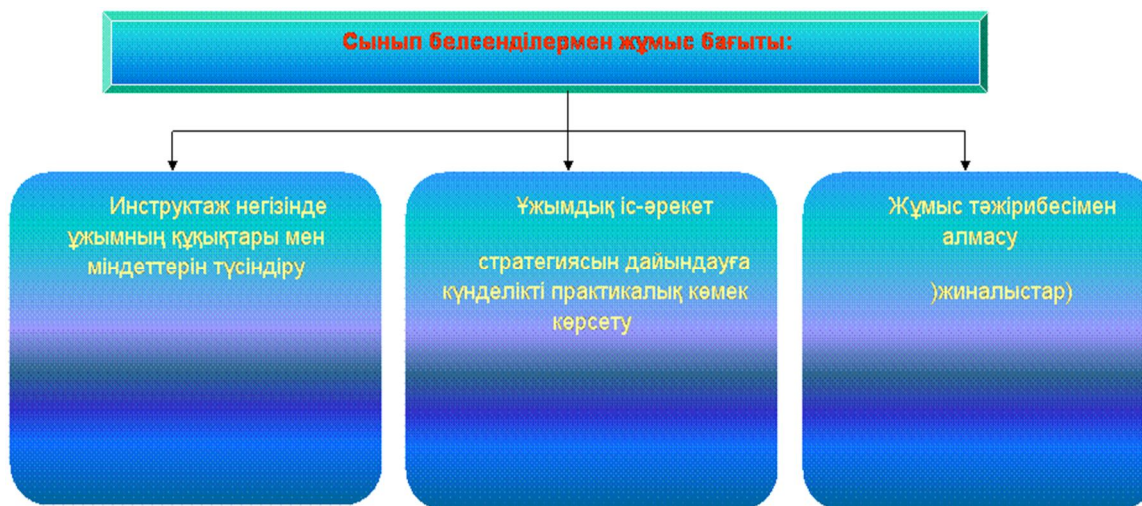 Сынып белсенділермен жұмыс бағыты:
Инструктаж негізінде
ұжымның құқықтары мен
міндеттерін түсіндіру
Ұжымдық іс-әрекет
стратегиясын дайындауға
күнделікті практикалық көмек
көрсету
Жұмыс тәжірибесімен
алмасу
)жиналыстар)